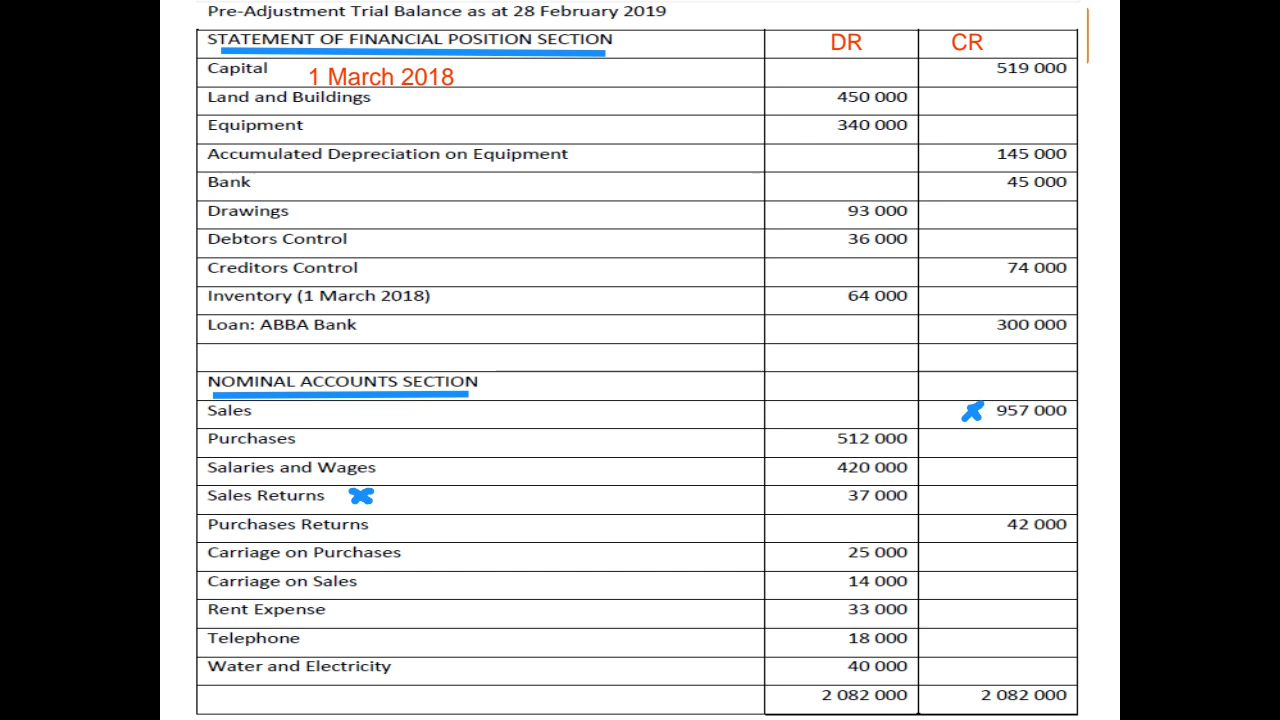 Pre-Adjustment Trial Balance as at 28 February 2019
STATEMENT OF FINANCIAL POSITION SECTION DR CR
Capital 1 March 2018 519 000
Land and Buildings 450 000
Equipment 340 000
Accumulated Depreciation on Equipment 145 000
Bank 45 000
Drawings 93 000
Debtors Control 36 000
Creditors Control 74 000
Inventory (1 March 2018) 64 000
Loan: ABBA Bank 300 000
NOMINAL ACCOUNTS SECTION
Sales 957 000
Purchases 512 000
Salaries and Wages 420 000
Sales Returns 37 000
Purchases Returns 42 000
Carriage on Purchases 25 000
Carriage on Sales 14 000
Rent Expense 33 000
Telephone 18 000
Water and Electricity 40 000
2 082 000 2 082 000